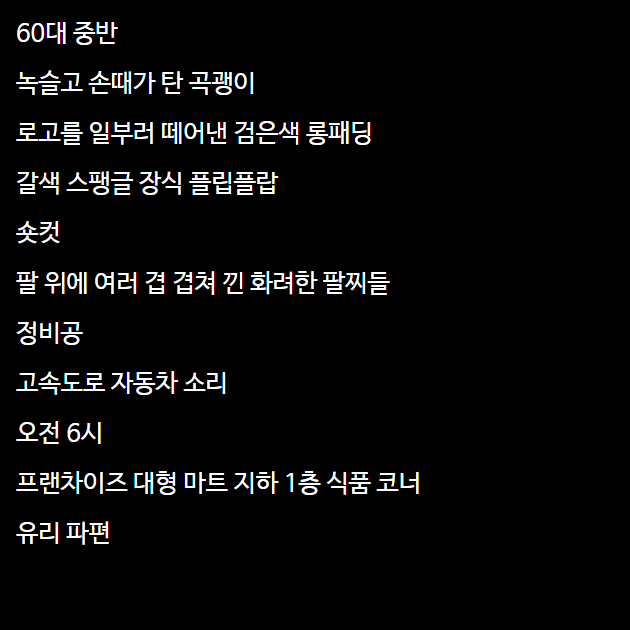 60대 중반
녹슬고 손때가 탄 곡괭이
로고를 일부러 떼어낸 검은색 롱패딩
갈색 스팽글 장식 플립플랍
숏컷
팔 위에 여러 겹 겹쳐 낀 화려한 팔찌들
정비공
고속도로 자동차 소리
오전 6시
프랜차이즈 대형 마트 지하 1층 식품 코너
유리 파편